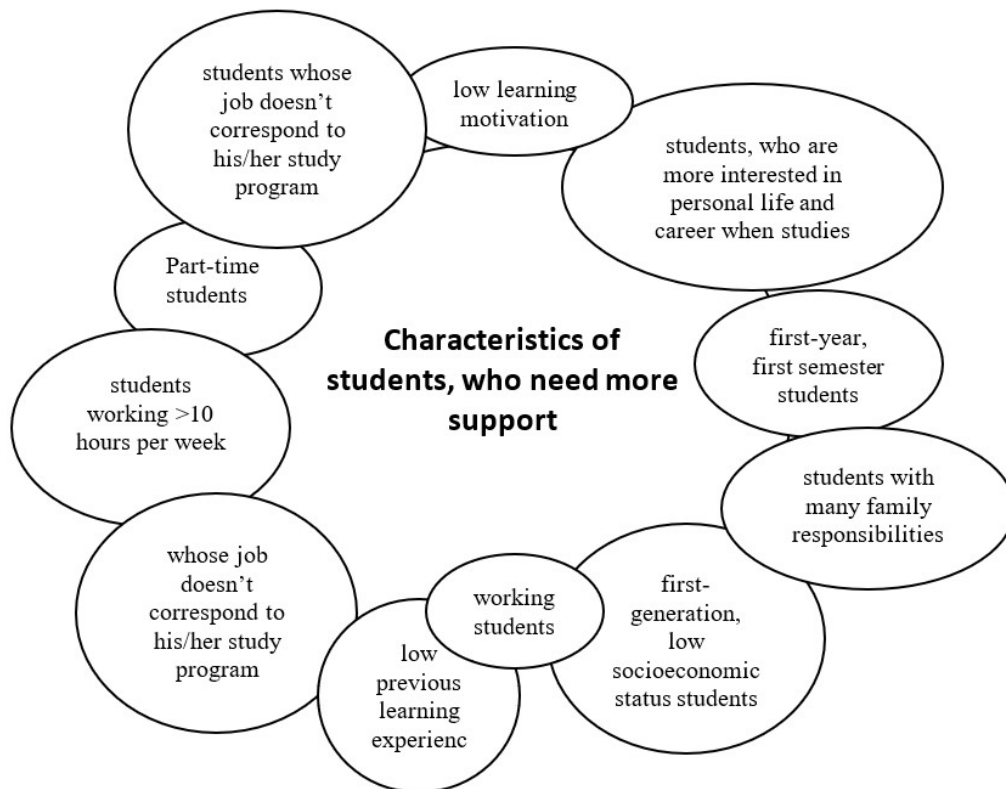 students whose
job doesn’t
correspond to
his/her study
program
low learning
motivation
students, who are
more interested in
personal life and
career when studies
Part-time
students
Characteristics of
students, who need more
support
first-year,
first semester
students
students
working >10
hours per week
students with
many family
responsibilities
whose job
doesn’t
correspond to
his/her study
program
working
students
first-
generation,
low
socioeconomic
status students
low
previous
learning
experienc